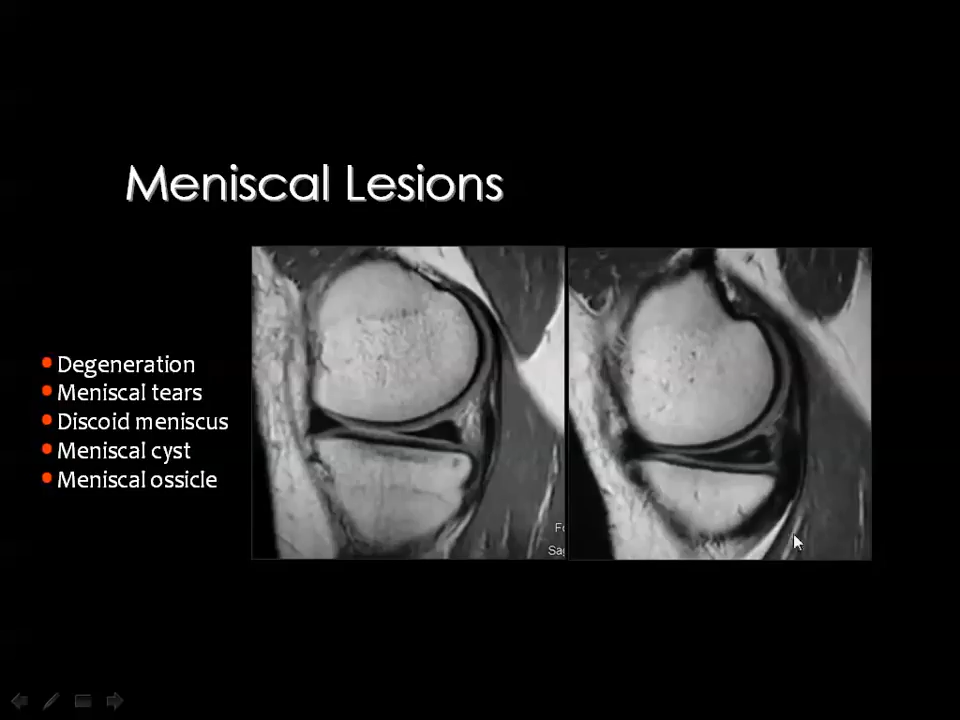 Meniscal Lesions
Degeneration
Meniscal tears
Discoid meniscus
Meniscal cyst
Meniscal ossicle